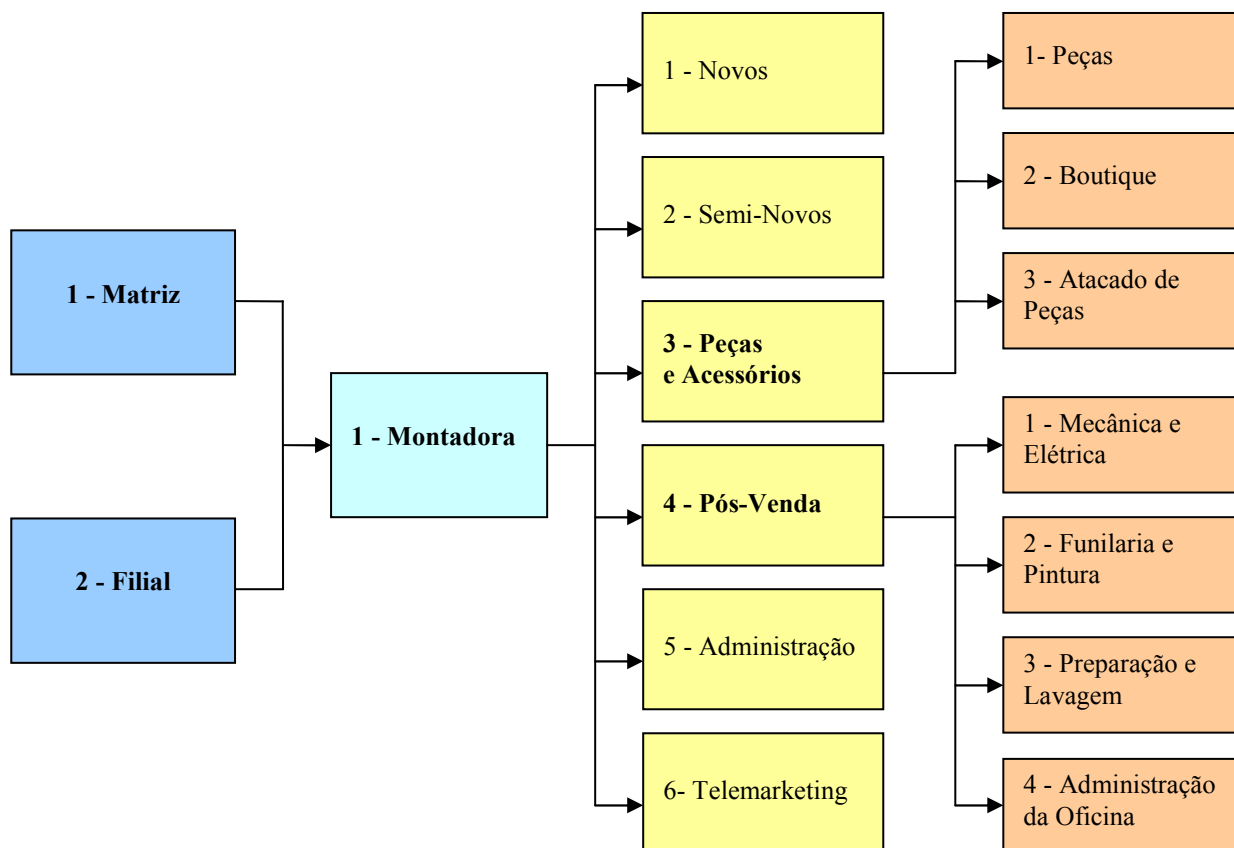 1 - Matriz
2 - Filial
1 - Montadora
1 - Novos
2 - Semi-Novos
3 - Peças
e Acessórios
4 - Pós-Venda
5 - Administração
6- Telemarketing
1- Peças
2 - Boutique
3 - Atacado de
Peças
1 - Mecânica e
Elétrica
2 - Funilaria e
Pintura
3 - Preparação e
Lavagem
4 - Administração
da Oficina